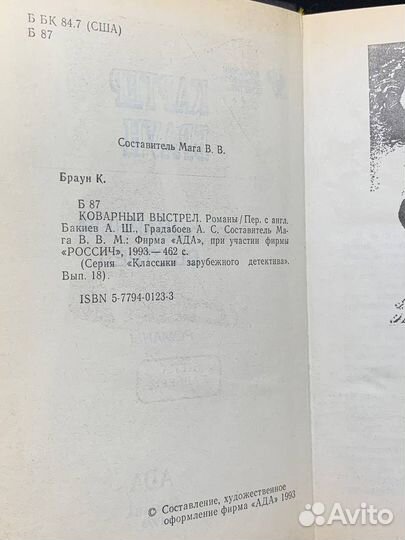 Б БК 84.7 (США)
Б 87
Составитель Мага В. В.
Браун К.
Б 87
КОВАРНЫЙ ВЫСТРЕЛ. Романы/Пер. с англ.
Бакиев А. Ш., Градабоев А. С. Составитель Ма-
га В. В. М.: Фирма «АДА», при участии фирмы
«РОССИЧ», 1993.—462 с.
(Серия «Классики зарубежного детектива».
Вып. 18).
ISBN 5-7794-0123-3
© Составление, художественное
оформление фирма "АДА" 1993
Avito